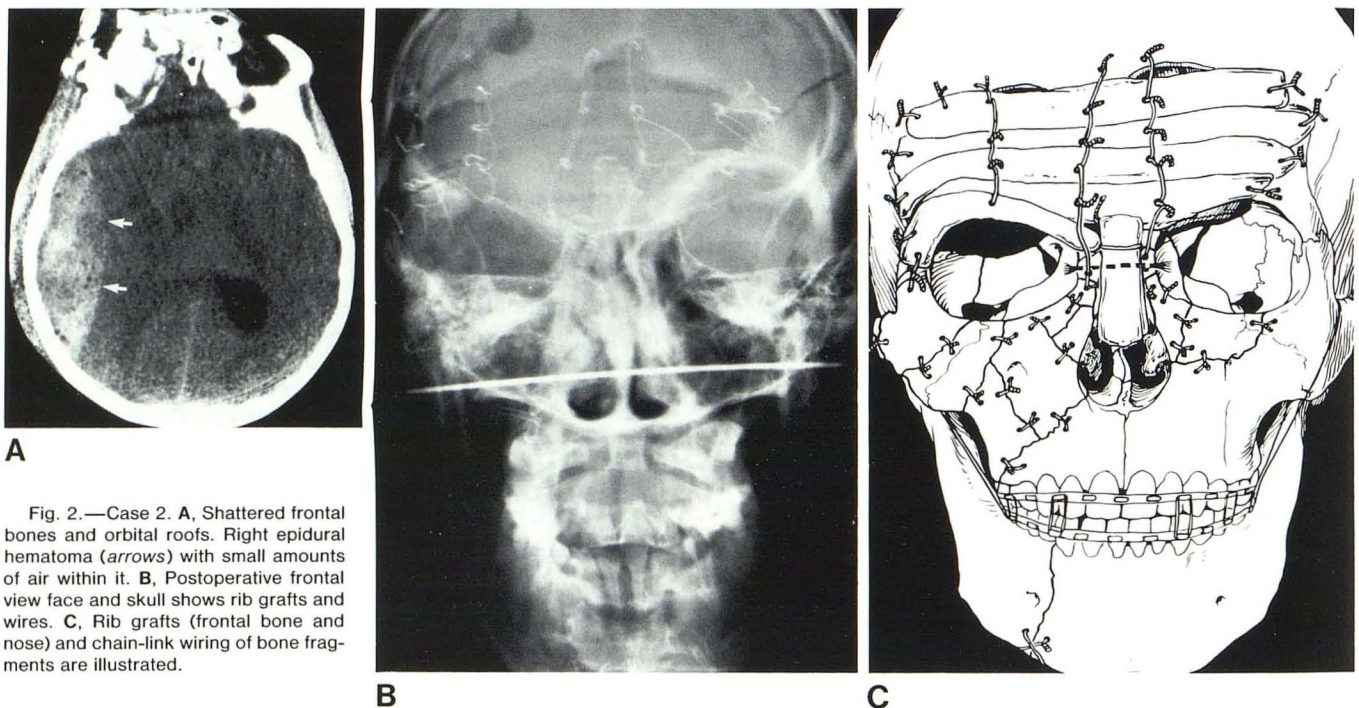 A
Fig. 2.—Case 2. A, Shattered frontal
bones and orbital roofs. Right epidural
hematoma (arrows) with small amounts
of air within it. B, Postoperative frontal
view face and skull shows rib grafts and
wires. C, Rib grafts (frontal bone and
nose) and chain-link wiring of bone frag-
ments are illustrated.
B
C